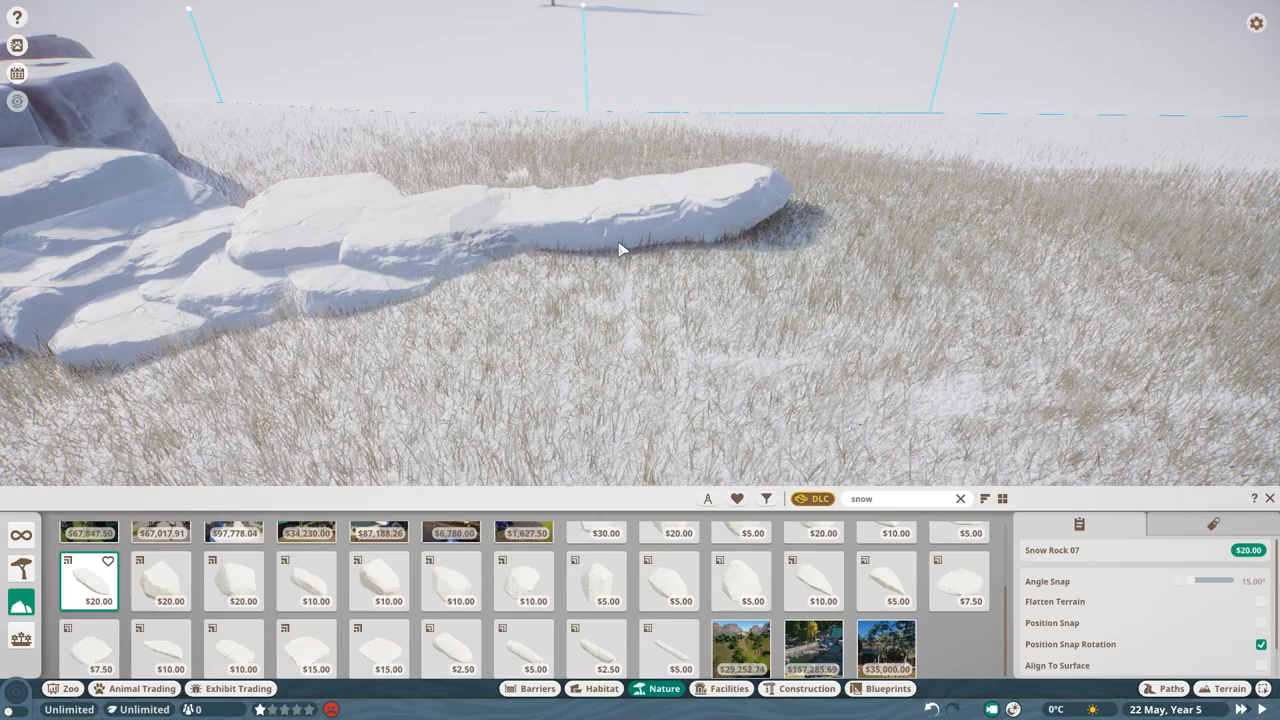 ?
DLC
snow
?
$67,847.50 $67,017.91 $97,778.04 $34,230.00 $87,188.26 $6,780.00 $1,627.50 $30.00 $20.00 $5.00 $20.00 $10.00 $5.00
$20.00 $20.00 $20.00 $10.00 $10.00 $10.00 $10.00 $5.00 $5.00 $5.00 $10.00 $5.00 $7.50
$7.50 $10.00 $10.00 $15.00 $15.00 $2.50 $5.00 $2.50 $5.00 $29,252.74 $157,285.69 $35,000.00
Snow Rock 07 $20.00
Angle Snap 15.00°
Flatten Terrain
Position Snap
Position Snap Rotation
Align To Surface
Zoo Animal Trading Exhibit Trading Barriers Habitat Nature Facilities Construction Blueprints Paths Terrain
Unlimited Unlimited 0 0°C 22 May, Year 5